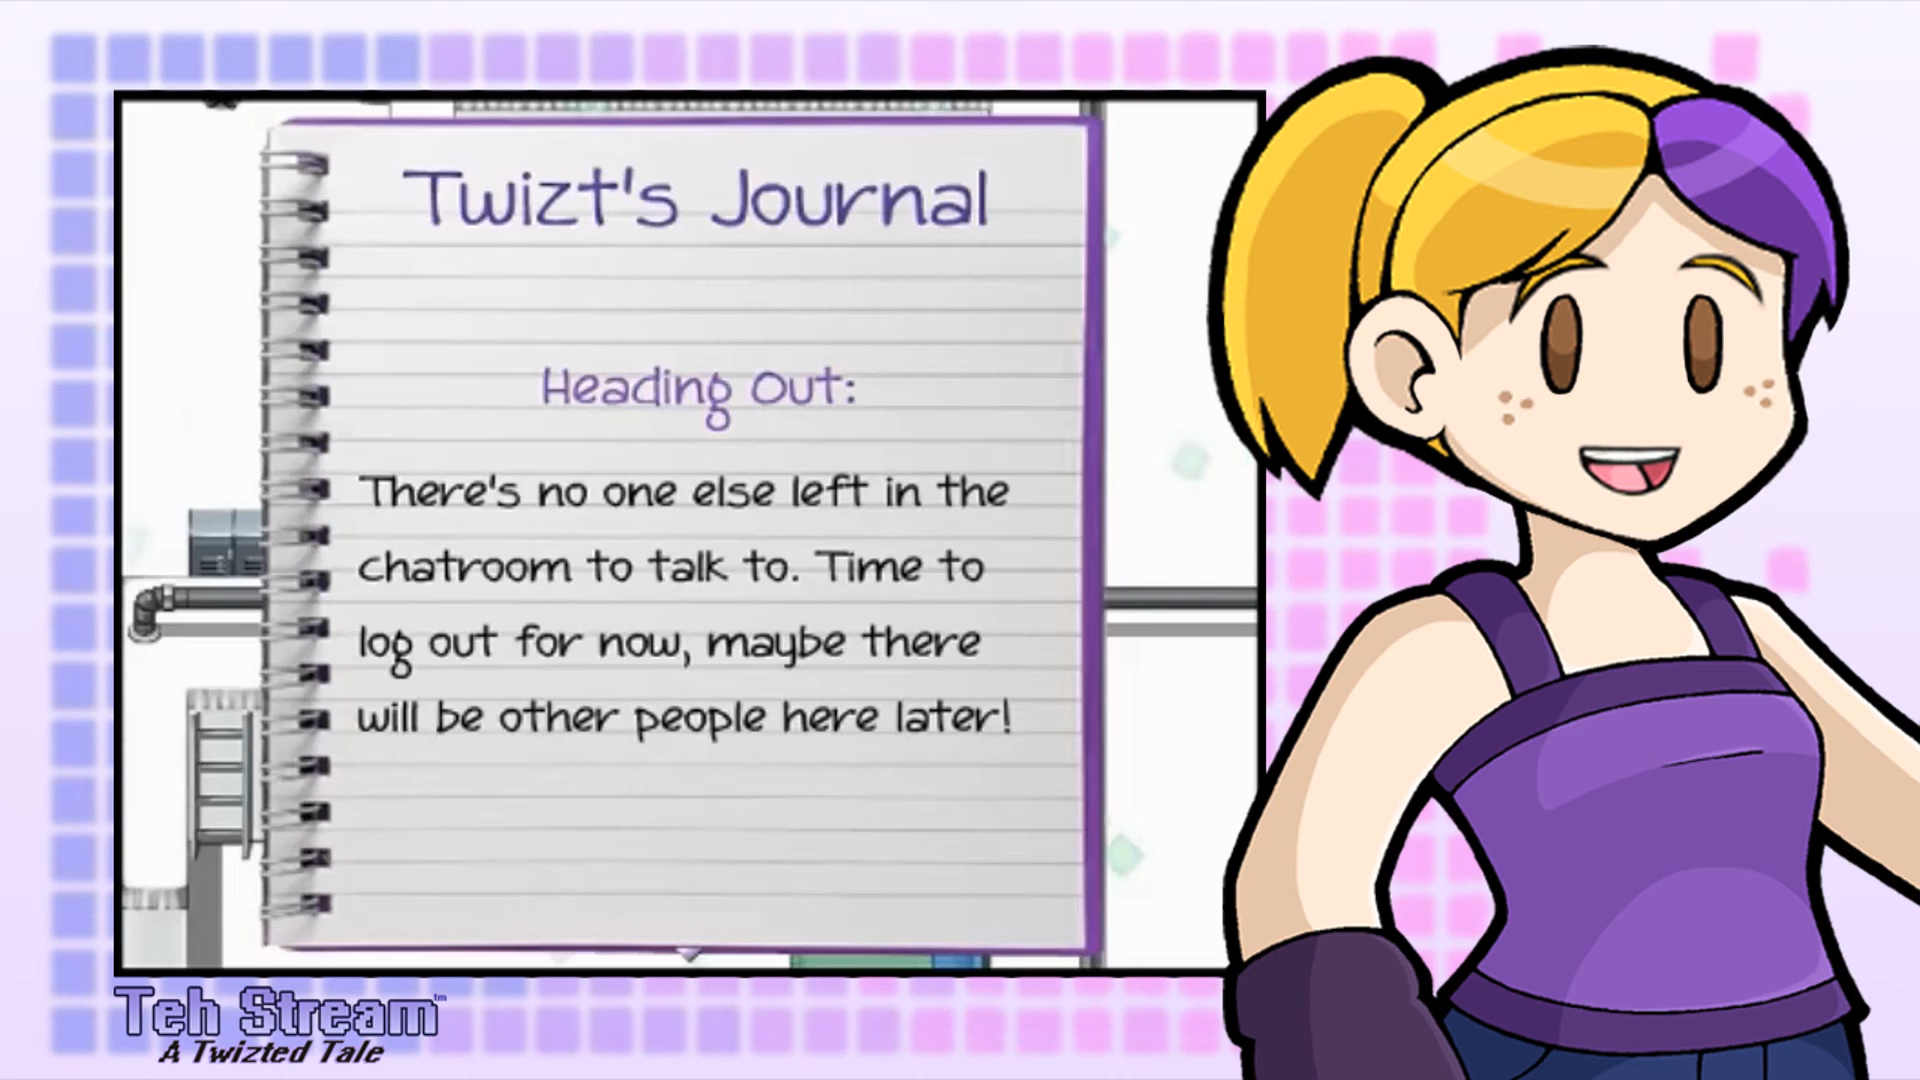 Twizt's Journal
Heading Out:
There's no one else left in the
chatroom to talk to. Time to
log out for now, maybe there
will be other people here later!
Teh Stream™
A Twizted Tale